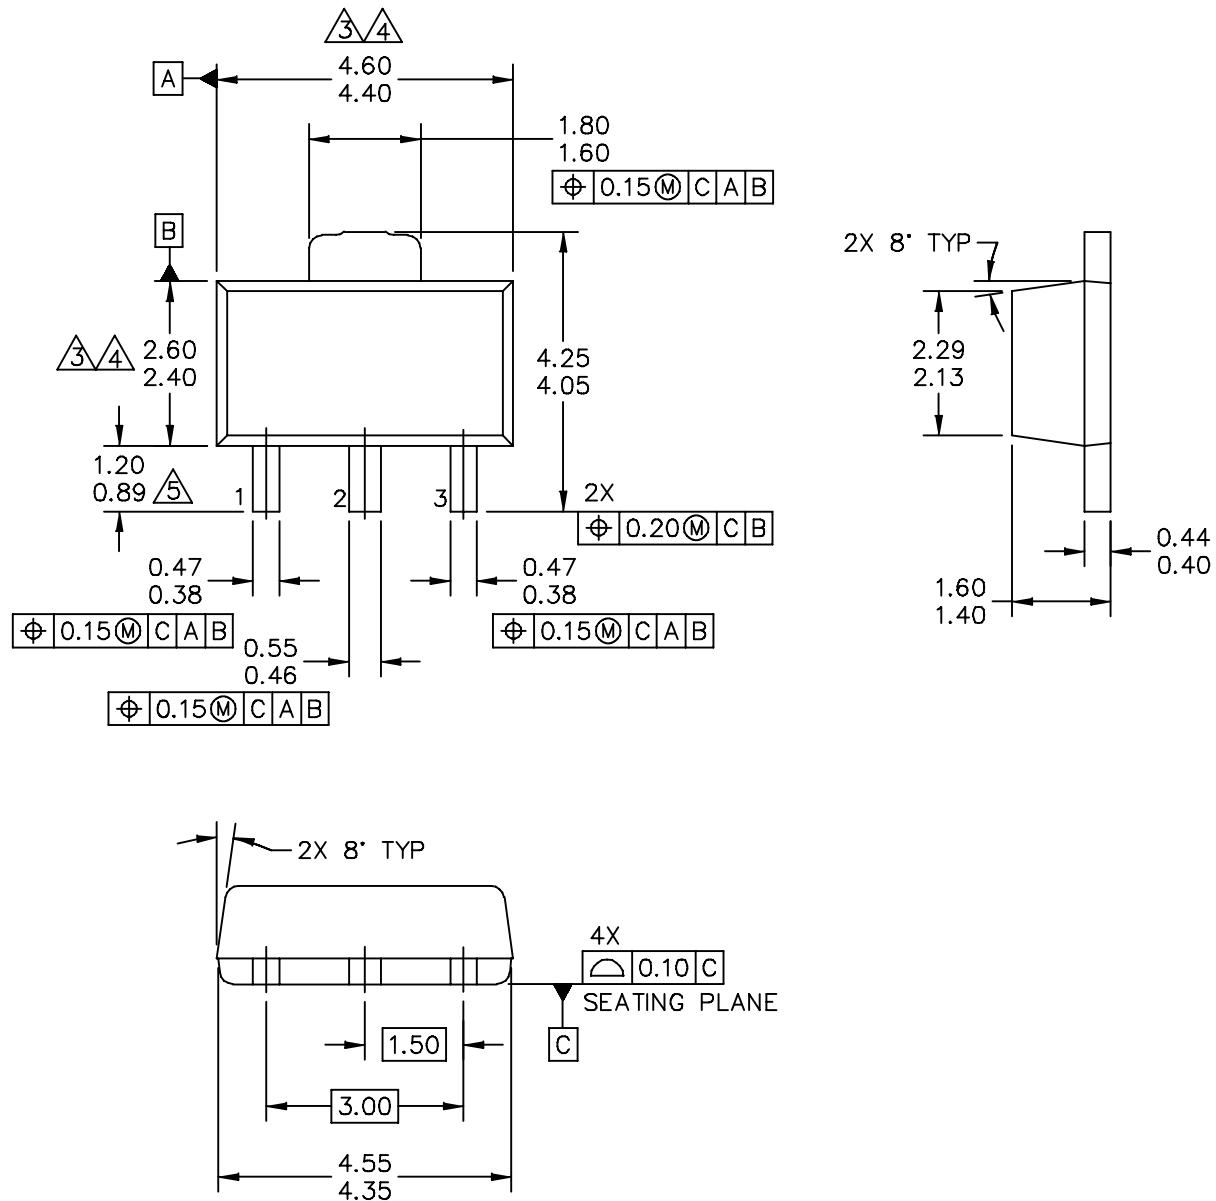 3 4
4.60
4.40
A
1.80
1.60
⌖ 0.15 Ⓜ C A B
B
2X 8° TYP
3 4 2.60
2.40
4.25
4.05
2.29
2.13
1.20
0.89 5
1 2 3
2X
⌖ 0.20 Ⓜ C B
0.47
0.38
⌖ 0.15 Ⓜ C A B
0.47
0.38
⌖ 0.15 Ⓜ C A B
0.44
0.40
1.60
1.40
0.55
0.46
⌖ 0.15 Ⓜ C A B
2X 8° TYP
4X
⌓ 0.10 C
SEATING PLANE
1.50
C
3.00
4.55
4.35